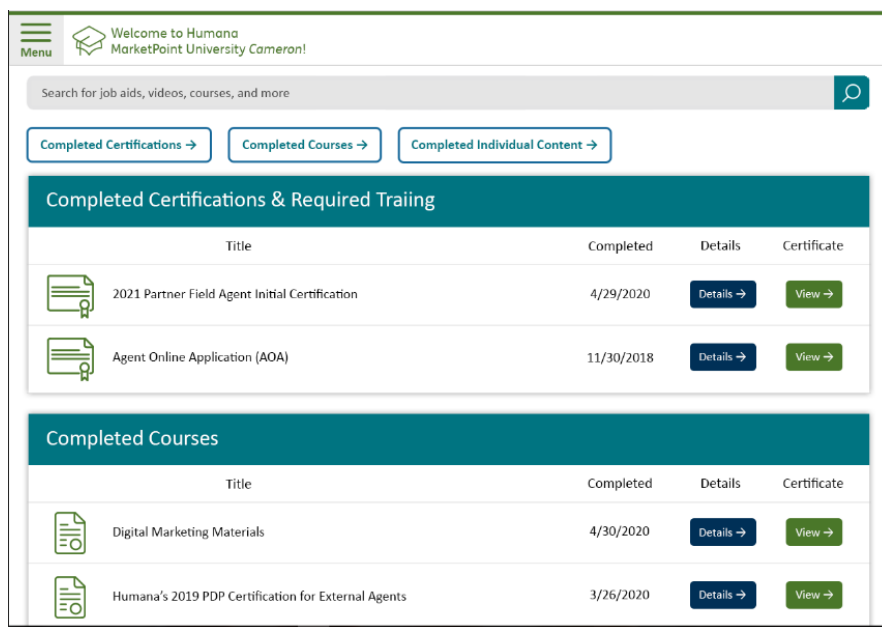 Menu
Welcome to Humana
MarketPoint University Cameron!
Search for job aids, videos, courses, and more
Completed Certifications → Completed Courses → Completed Individual Content →
Completed Certifications & Required Traiing
Title Completed Details Certificate
2021 Partner Field Agent Initial Certification 4/29/2020 Details → View →
Agent Online Application (AOA) 11/30/2018 Details → View →
Completed Courses
Title Completed Details Certificate
Digital Marketing Materials 4/30/2020 Details → View →
Humana's 2019 PDP Certification for External Agents 3/26/2020 Details → View →